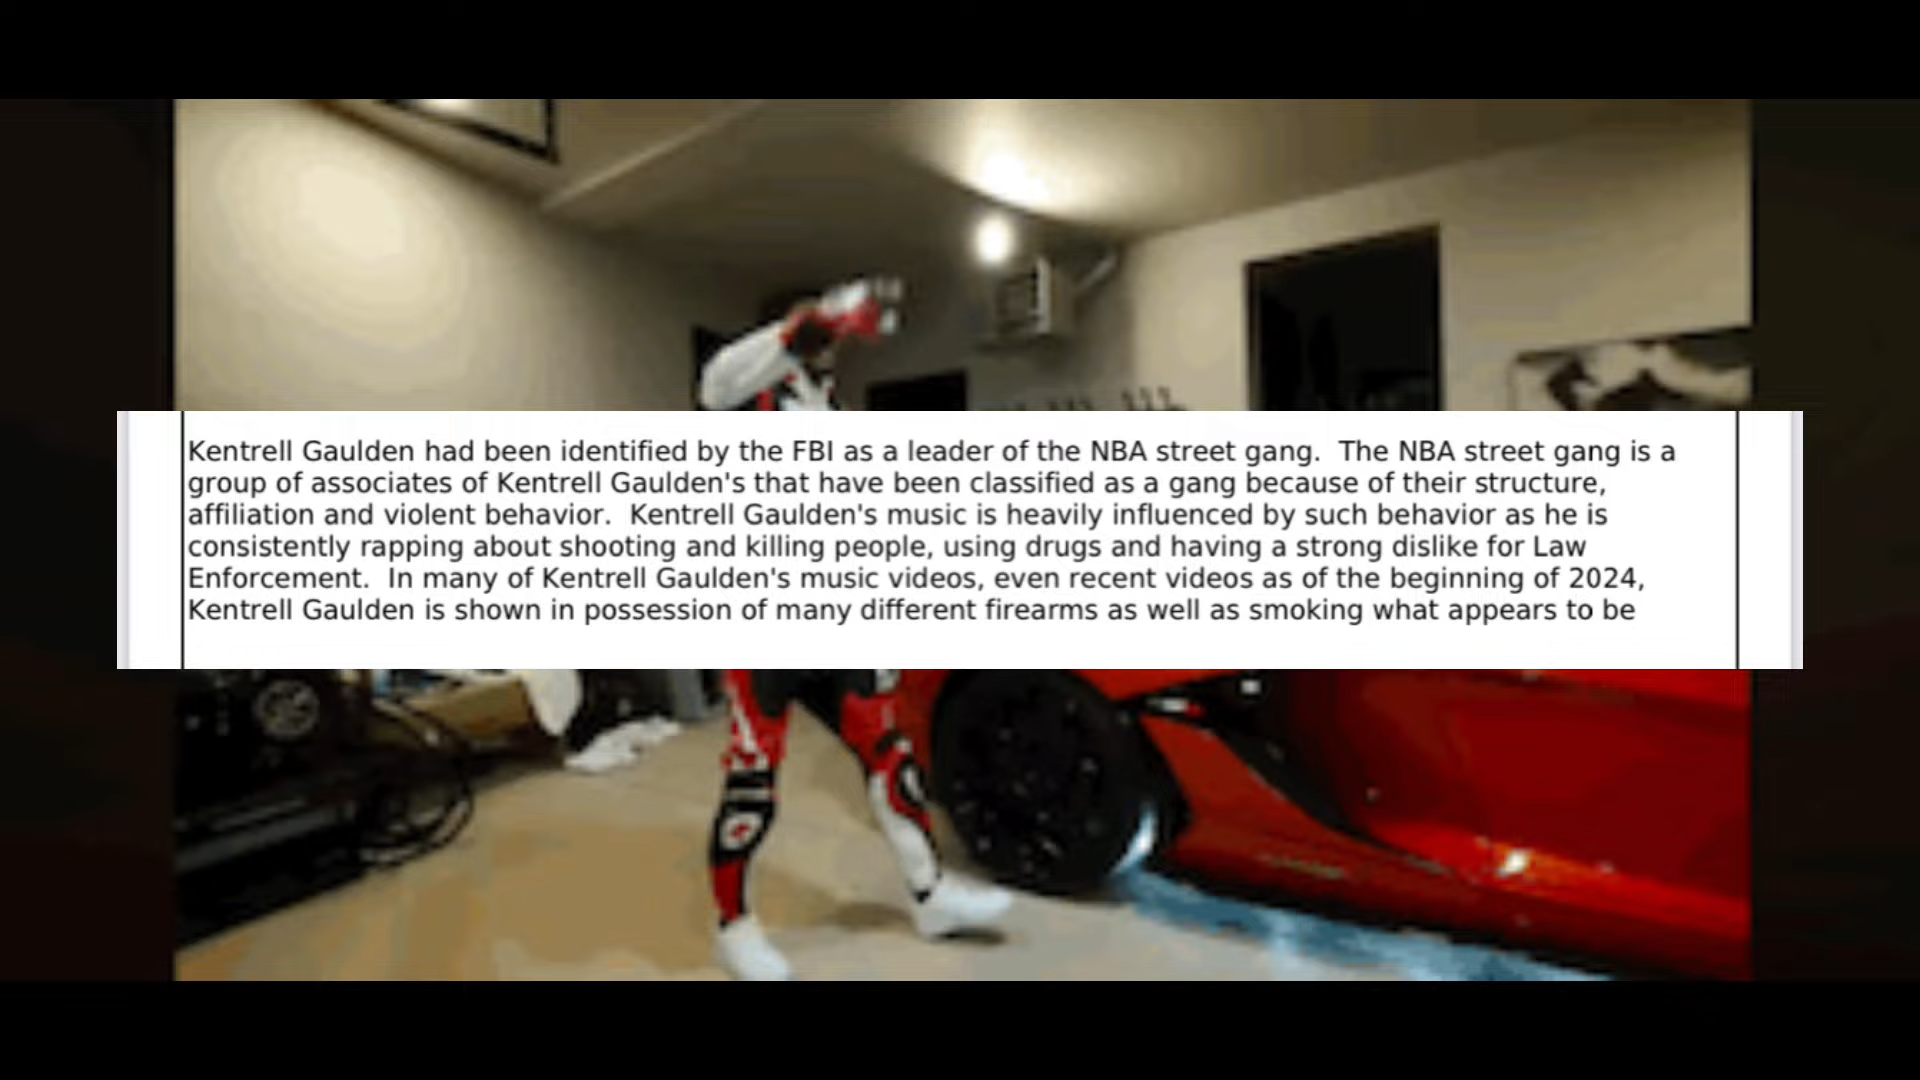 Kentrell Gaulden had been identified by the FBI as a leader of the NBA street gang.  The NBA street gang is a
group of associates of Kentrell Gaulden's that have been classified as a gang because of their structure,
affiliation and violent behavior.  Kentrell Gaulden's music is heavily influenced by such behavior as he is
consistently rapping about shooting and killing people, using drugs and having a strong dislike for Law
Enforcement.  In many of Kentrell Gaulden's music videos, even recent videos as of the beginning of 2024,
Kentrell Gaulden is shown in possession of many different firearms as well as smoking what appears to be